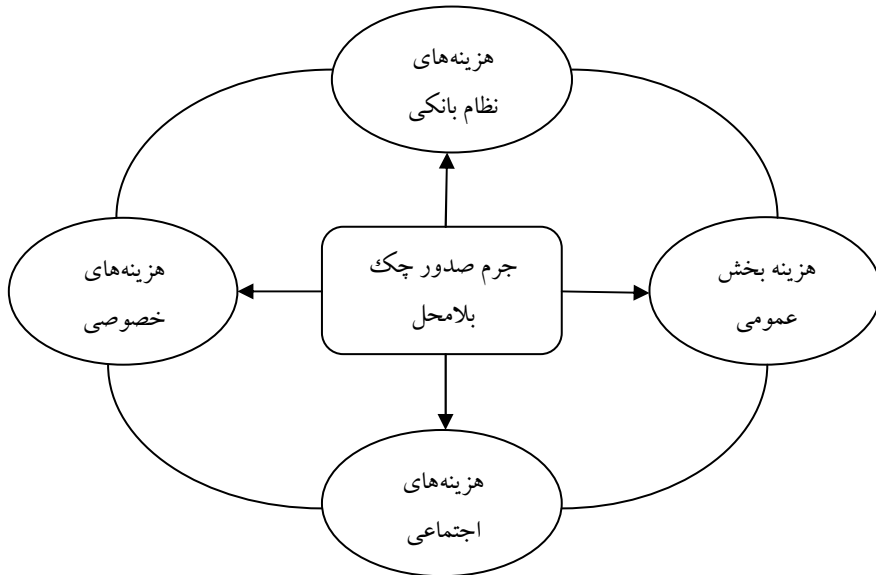 هزینه‌های
نظام بانکی
هزینه بخش
عمومی
جرم صدور چک
بلامحل
هزینه‌های
خصوصی
هزینه‌های
اجتماعی